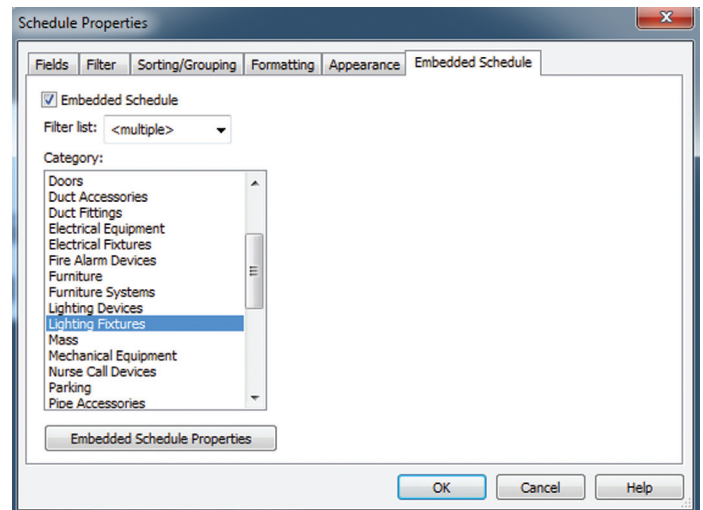 Schedule Properties
Fields Filter Sorting/Grouping Formatting Appearance Embedded Schedule
Embedded Schedule
Filter list: <multiple>
Category:
Doors
Duct Accessories
Duct Fittings
Electrical Equipment
Electrical Fixtures
Fire Alarm Devices
Furniture
Furniture Systems
Lighting Devices
Lighting Fixtures
Mass
Mechanical Equipment
Nurse Call Devices
Parking
Pipe Accessories
Embedded Schedule Properties
OK Cancel Help